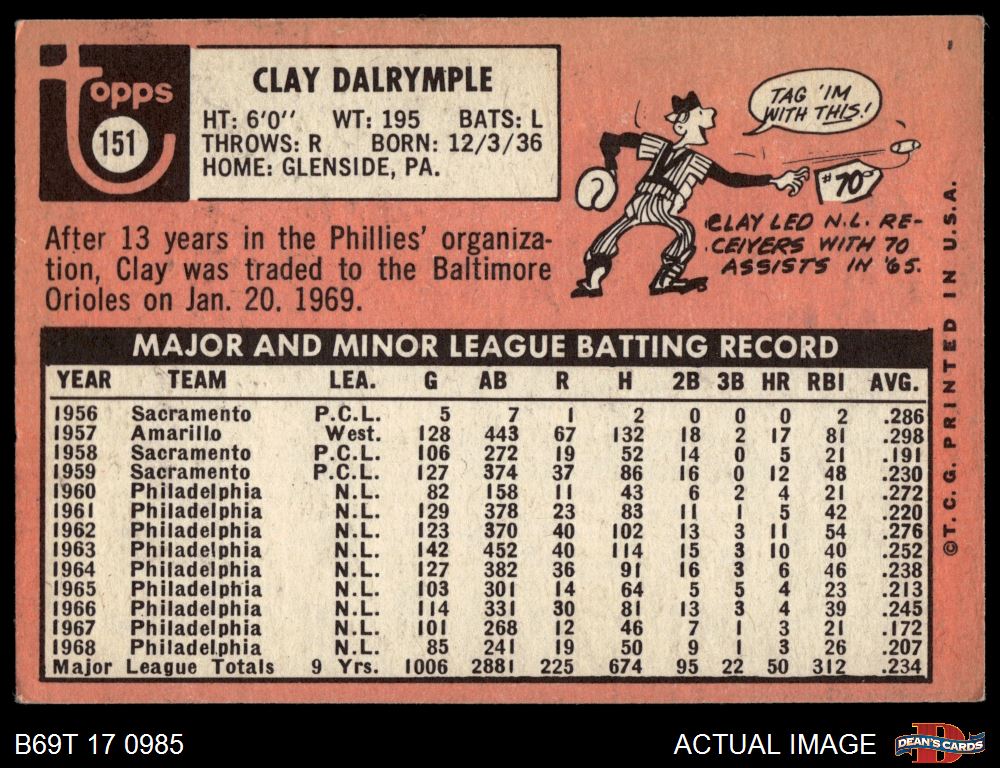 topps
151
CLAY DALRYMPLE
HT: 6'0'' WT: 195 BATS: L
THROWS: R BORN: 12/3/36
HOME: GLENSIDE, PA.
TAG 'IM
WITH THIS!
#70
CLAY LED N.L. RE-
CEIVERS WITH 70
ASSISTS IN '65.
After 13 years in the Phillies' organiza-
tion, Clay was traded to the Baltimore
Orioles on Jan. 20, 1969.
MAJOR AND MINOR LEAGUE BATTING RECORD
YEAR TEAM LEA. G AB R H 2B 3B HR RBI AVG.
1956 Sacramento P.C.L. 5 7 1 2 0 0 0 2 .286
1957 Amarillo West. 128 443 67 132 18 2 17 81 .298
1958 Sacramento P.C.L. 106 272 19 52 14 0 5 21 .191
1959 Sacramento P.C.L. 127 374 37 86 16 0 12 48 .230
1960 Philadelphia N.L. 82 158 11 43 6 2 4 21 .272
1961 Philadelphia N.L. 129 378 23 83 11 1 5 42 .220
1962 Philadelphia N.L. 123 370 40 102 13 3 11 54 .276
1963 Philadelphia N.L. 142 452 40 114 15 3 10 40 .252
1964 Philadelphia N.L. 127 382 36 91 16 3 6 46 .238
1965 Philadelphia N.L. 103 301 14 64 5 5 4 23 .213
1966 Philadelphia N.L. 114 331 30 81 13 3 4 39 .245
1967 Philadelphia N.L. 101 268 12 46 7 1 3 21 .172
1968 Philadelphia N.L. 85 241 19 50 9 1 3 26 .207
Major League Totals 9 Yrs. 1006 2881 225 674 95 22 50 312 .234
©T. C. G. PRINTED IN U.S.A.
B69T 17 0985
ACTUAL IMAGE
D
DEAN'S CARDS